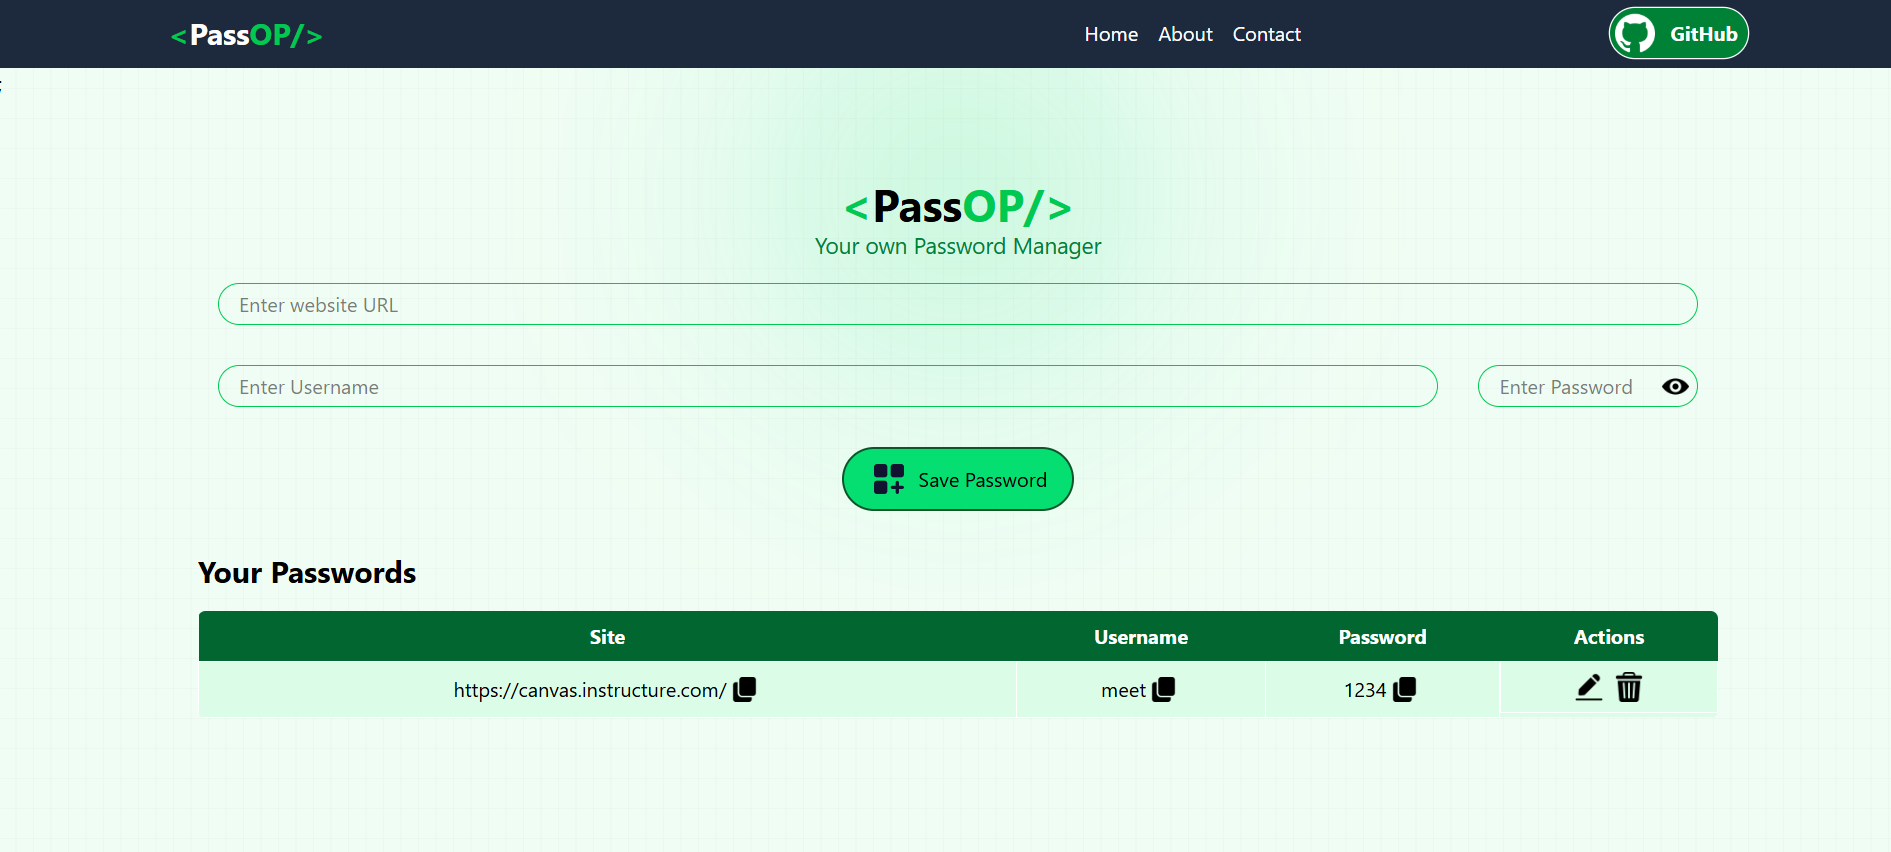 <PassOP/>
Home About Contact
GitHub
;
<PassOP/>
Your own Password Manager
Enter website URL
Enter Username
Enter Password
Save Password
Your Passwords
Site Username Password Actions
https://canvas.instructure.com/ meet 1234